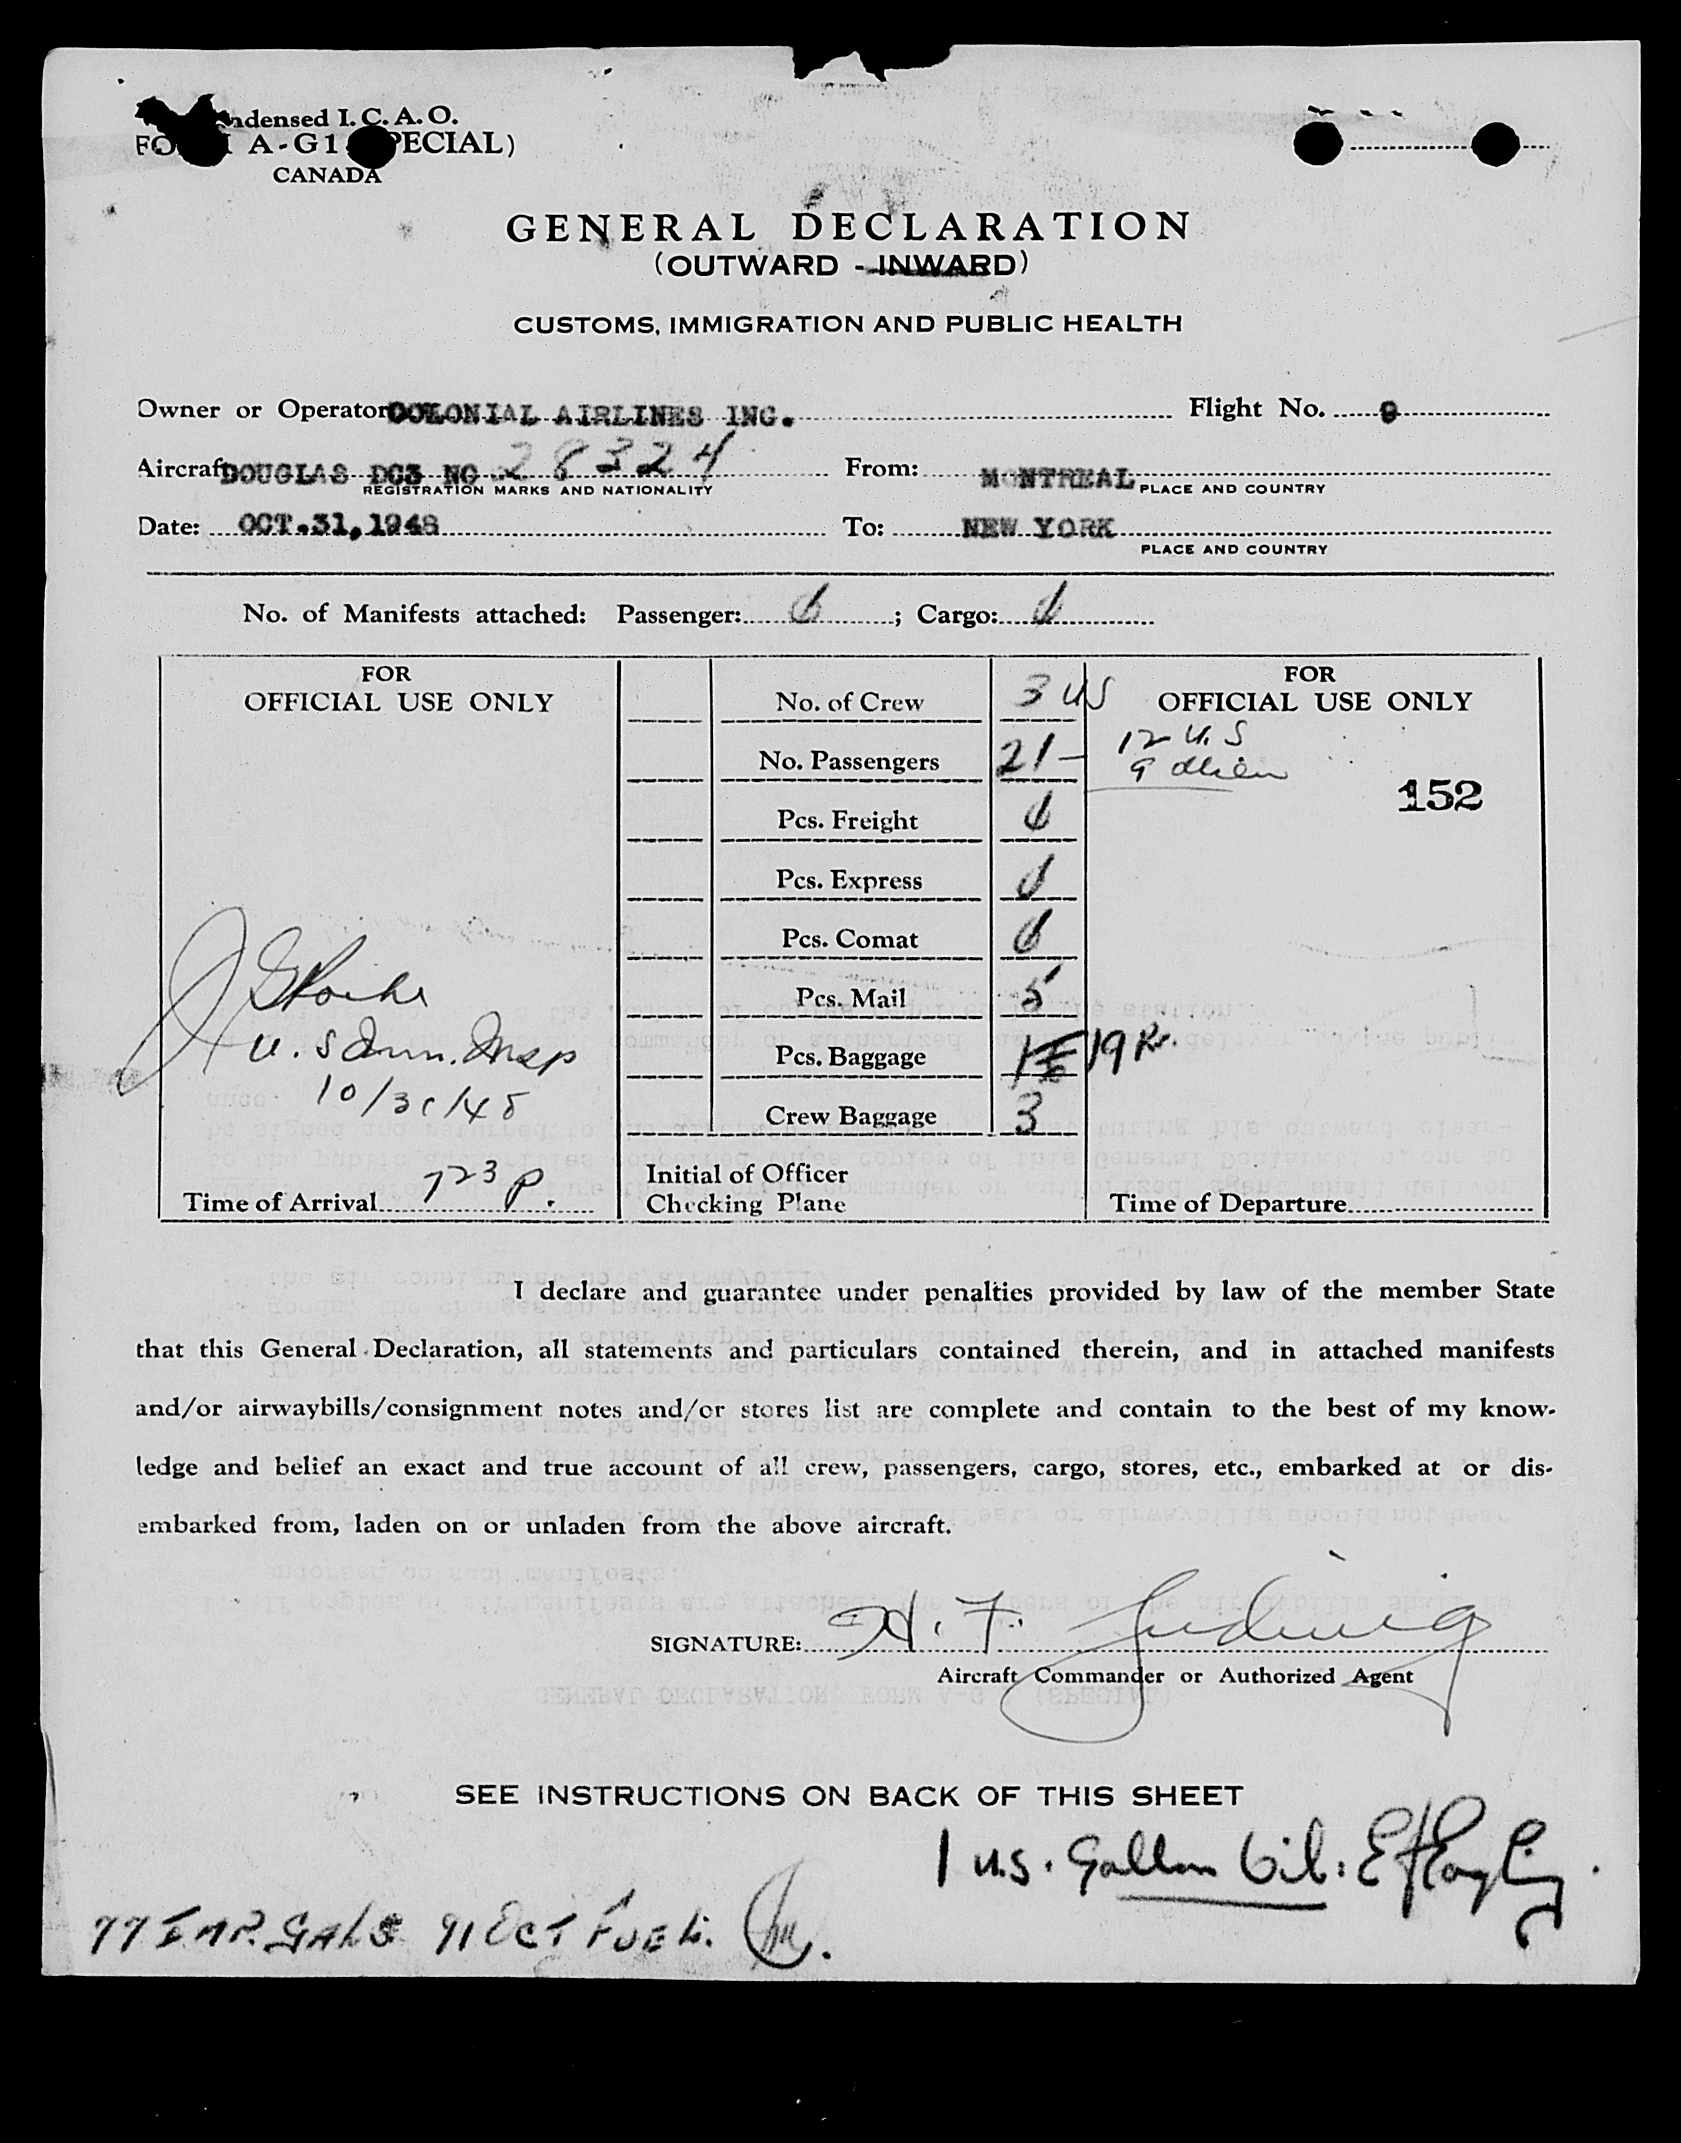 ndensed I. C. A. O.
FO A-G1 PECIAL)
CANADA
GENERAL DECLARATION
(OUTWARD - INWARD)
CUSTOMS, IMMIGRATION AND PUBLIC HEALTH
Owner or Operator COLONIAL AIRLINES INC. Flight No.
Aircraft DOUGLAS DC3 NO 28324 From: MONTREAL
REGISTRATION MARKS AND NATIONALITY PLACE AND COUNTRY
Date: OCT.31,1948 To: NEW YORK
PLACE AND COUNTRY
No. of Manifests attached: Passenger: ; Cargo:
FOR
OFFICIAL USE ONLY
No. of Crew 3 US
FOR
OFFICIAL USE ONLY
No. Passengers 21 -
12 U. S
9 alien
152
Pcs. Freight
Pcs. Express
Pcs. Comat
Pcs. Mail 5
Pcs. Baggage 19
Crew Baggage 3
U. S Imm. Insp
10/31/48
Time of Arrival 723 p.
Initial of Officer
Checking Plane
Time of Departure
I declare and guarantee under penalties provided by law of the member State
that this General Declaration, all statements and particulars contained therein, and in attached manifests
and/or airwaybills/consignment notes and/or stores list are complete and contain to the best of my know-
ledge and belief an exact and true account of all crew, passengers, cargo, stores, etc., embarked at or dis-
embarked from, laden on or unladen from the above aircraft.
SIGNATURE: H. F. Ludwig
Aircraft Commander or Authorized Agent
SEE INSTRUCTIONS ON BACK OF THIS SHEET
1 U.S. Gallon Oil:
77 IMP. GALS 91 OCT FUEL.